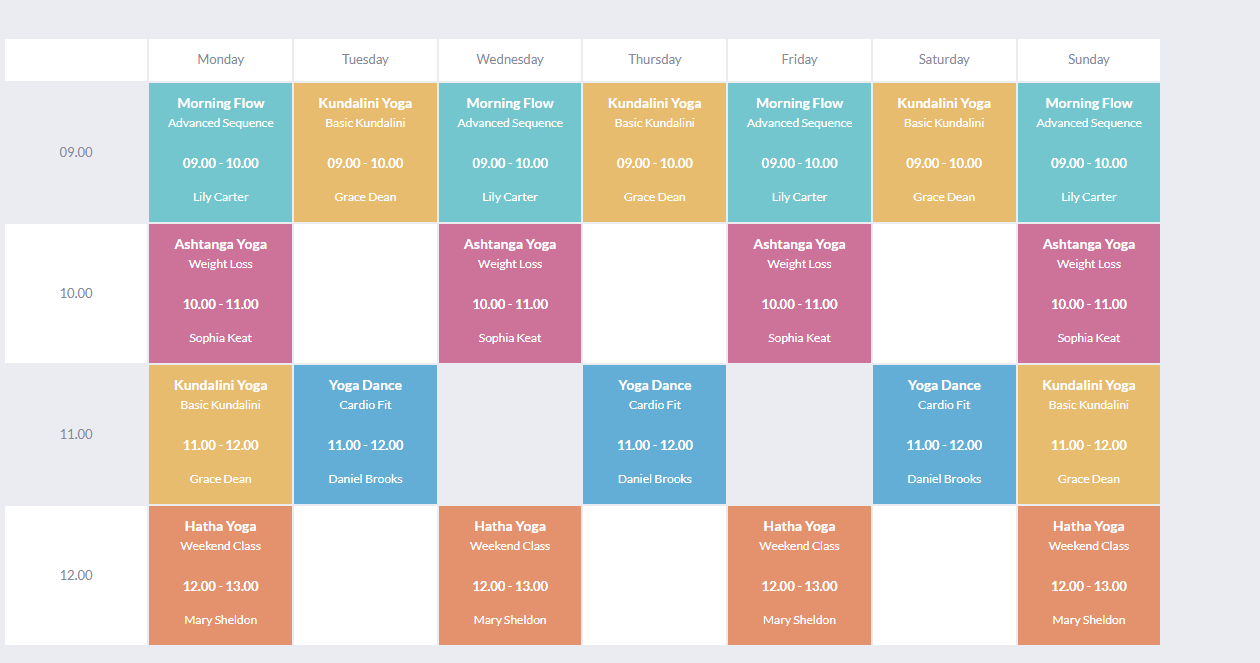 Monday Tuesday Wednesday Thursday Friday Saturday Sunday
09.00
Morning Flow
Advanced Sequence
09.00 - 10.00
Lily Carter
Kundalini Yoga
Basic Kundalini
09.00 - 10.00
Grace Dean
Morning Flow
Advanced Sequence
09.00 - 10.00
Lily Carter
Kundalini Yoga
Basic Kundalini
09.00 - 10.00
Grace Dean
Morning Flow
Advanced Sequence
09.00 - 10.00
Lily Carter
Kundalini Yoga
Basic Kundalini
09.00 - 10.00
Grace Dean
Morning Flow
Advanced Sequence
09.00 - 10.00
Lily Carter
10.00
Ashtanga Yoga
Weight Loss
10.00 - 11.00
Sophia Keat
Ashtanga Yoga
Weight Loss
10.00 - 11.00
Sophia Keat
Ashtanga Yoga
Weight Loss
10.00 - 11.00
Sophia Keat
Ashtanga Yoga
Weight Loss
10.00 - 11.00
Sophia Keat
11.00
Kundalini Yoga
Basic Kundalini
11.00 - 12.00
Grace Dean
Yoga Dance
Cardio Fit
11.00 - 12.00
Daniel Brooks
Yoga Dance
Cardio Fit
11.00 - 12.00
Daniel Brooks
Yoga Dance
Cardio Fit
11.00 - 12.00
Daniel Brooks
Kundalini Yoga
Basic Kundalini
11.00 - 12.00
Grace Dean
12.00
Hatha Yoga
Weekend Class
12.00 - 13.00
Mary Sheldon
Hatha Yoga
Weekend Class
12.00 - 13.00
Mary Sheldon
Hatha Yoga
Weekend Class
12.00 - 13.00
Mary Sheldon
Hatha Yoga
Weekend Class
12.00 - 13.00
Mary Sheldon